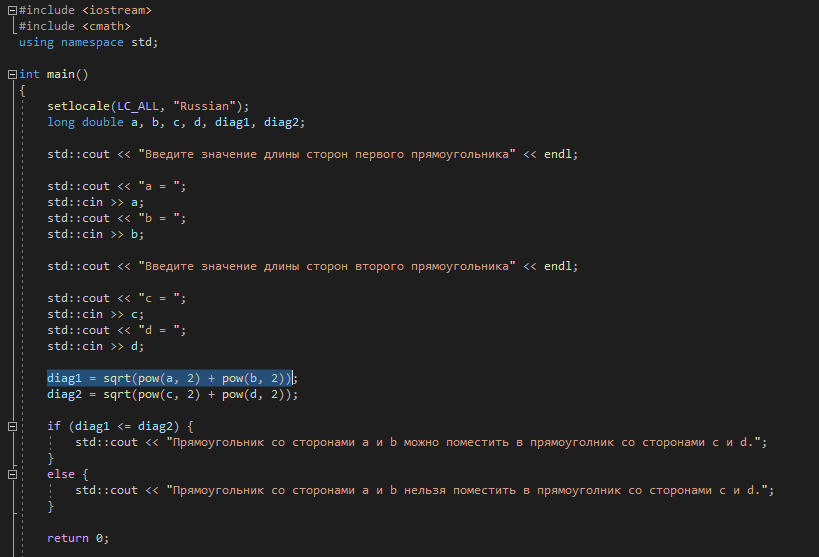 #include <iostream>
#include <cmath>
using namespace std;
int main()
{
setlocale(LC_ALL, "Russian");
long double a, b, c, d, diag1, diag2;
std::cout << "Введите значение длины сторон первого прямоугольника" << endl;
std::cout << "a = ";
std::cin >> a;
std::cout << "b = ";
std::cin >> b;
std::cout << "Введите значение длины сторон второго прямоугольника" << endl;
std::cout << "c = ";
std::cin >> c;
std::cout << "d = ";
std::cin >> d;
diag1 = sqrt(pow(a, 2) + pow(b, 2));
diag2 = sqrt(pow(c, 2) + pow(d, 2));
if (diag1 <= diag2) {
std::cout << "Прямоугольник со сторонами a и b можно поместить в прямоуголник со сторонами c и d.";
}
else {
std::cout << "Прямоугольник со сторонами a и b нельзя поместить в прямоуголник со сторонами c и d.";
}
return 0;